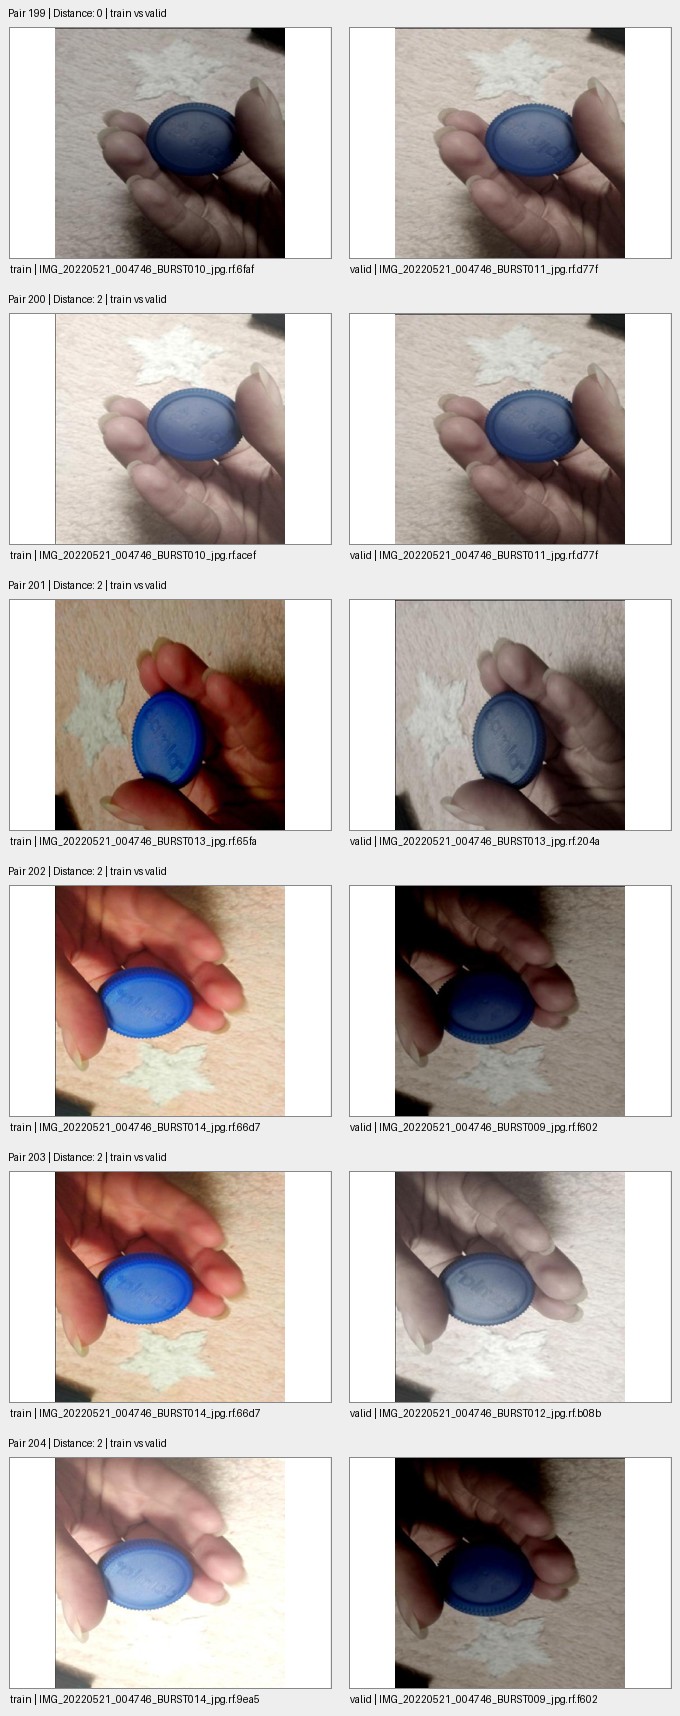 Pair 199 | Distance: 0 | train vs valid
train | IMG_20220521_004746_BURST010_jpg.rf.6faf
valid | IMG_20220521_004746_BURST011_jpg.rf.d77f
Pair 200 | Distance: 2 | train vs valid
train | IMG_20220521_004746_BURST010_jpg.rf.acef
valid | IMG_20220521_004746_BURST011_jpg.rf.d77f
Pair 201 | Distance: 2 | train vs valid
train | IMG_20220521_004746_BURST013_jpg.rf.65fa
valid | IMG_20220521_004746_BURST013_jpg.rf.204a
Pair 202 | Distance: 2 | train vs valid
train | IMG_20220521_004746_BURST014_jpg.rf.66d7
valid | IMG_20220521_004746_BURST009_jpg.rf.f602
Pair 203 | Distance: 2 | train vs valid
train | IMG_20220521_004746_BURST014_jpg.rf.66d7
valid | IMG_20220521_004746_BURST012_jpg.rf.b08b
Pair 204 | Distance: 2 | train vs valid
train | IMG_20220521_004746_BURST014_jpg.rf.9ea5
valid | IMG_20220521_004746_BURST009_jpg.rf.f602